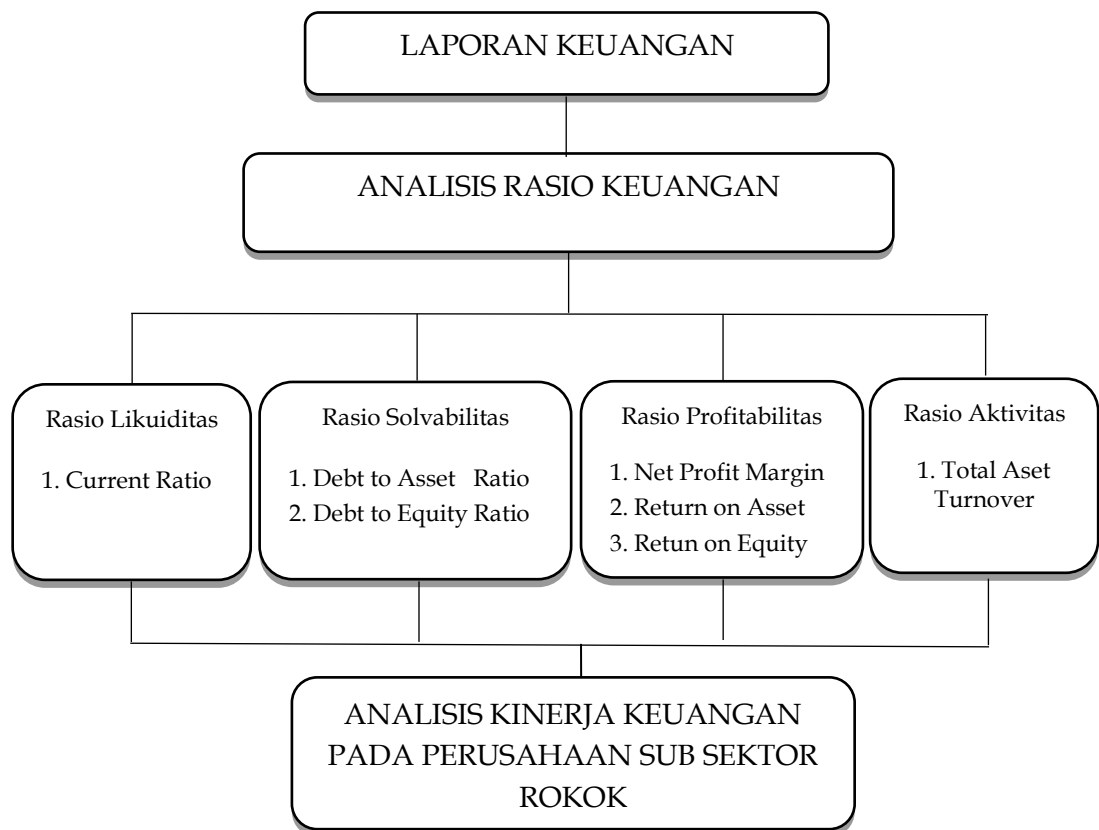 LAPORAN KEUANGAN
ANALISIS RASIO KEUANGAN
Rasio Likuiditas
1. Current Ratio
Rasio Solvabilitas
1. Debt to Asset Ratio
2. Debt to Equity Ratio
Rasio Profitabilitas
1. Net Profit Margin
2. Return on Asset
3. Retun on Equity
Rasio Aktivitas
1. Total Aset
Turnover
ANALISIS KINERJA KEUANGAN
PADA PERUSAHAAN SUB SEKTOR
ROKOK